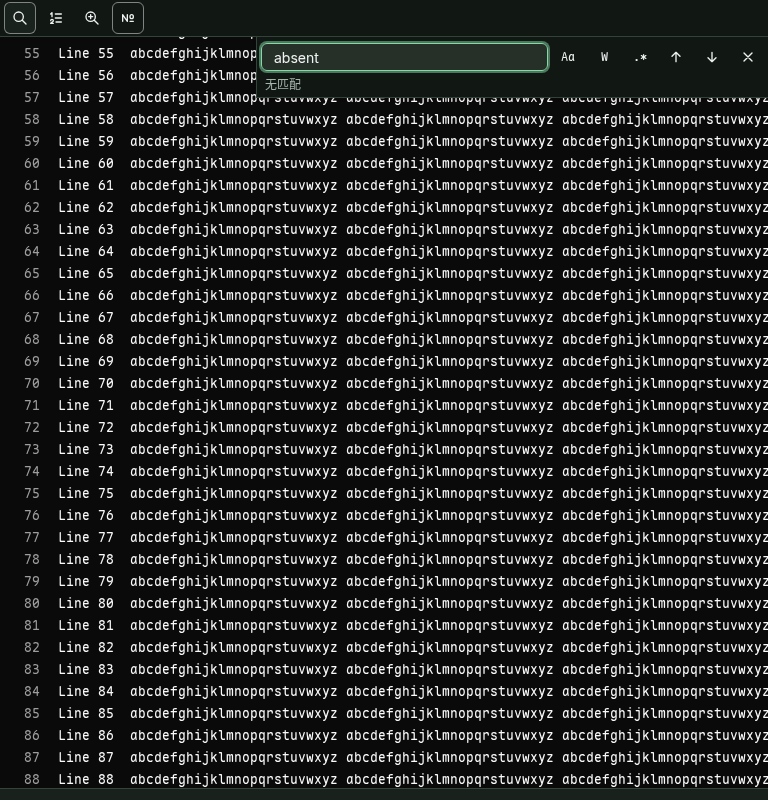 Nº
absent
Aa W .*
无匹配
55 Line 55 abcdefghijklmnop
56 Line 56 abcdefghijklmnop
57 Line 57 abcdefghijklmnopqrstuvwxyz abcdefghijklmnopqrstuvwxyz abcdefghijklmnopqrstuvwxyz
58 Line 58 abcdefghijklmnopqrstuvwxyz abcdefghijklmnopqrstuvwxyz abcdefghijklmnopqrstuvwxyz
59 Line 59 abcdefghijklmnopqrstuvwxyz abcdefghijklmnopqrstuvwxyz abcdefghijklmnopqrstuvwxyz
60 Line 60 abcdefghijklmnopqrstuvwxyz abcdefghijklmnopqrstuvwxyz abcdefghijklmnopqrstuvwxyz
61 Line 61 abcdefghijklmnopqrstuvwxyz abcdefghijklmnopqrstuvwxyz abcdefghijklmnopqrstuvwxyz
62 Line 62 abcdefghijklmnopqrstuvwxyz abcdefghijklmnopqrstuvwxyz abcdefghijklmnopqrstuvwxyz
63 Line 63 abcdefghijklmnopqrstuvwxyz abcdefghijklmnopqrstuvwxyz abcdefghijklmnopqrstuvwxyz
64 Line 64 abcdefghijklmnopqrstuvwxyz abcdefghijklmnopqrstuvwxyz abcdefghijklmnopqrstuvwxyz
65 Line 65 abcdefghijklmnopqrstuvwxyz abcdefghijklmnopqrstuvwxyz abcdefghijklmnopqrstuvwxyz
66 Line 66 abcdefghijklmnopqrstuvwxyz abcdefghijklmnopqrstuvwxyz abcdefghijklmnopqrstuvwxyz
67 Line 67 abcdefghijklmnopqrstuvwxyz abcdefghijklmnopqrstuvwxyz abcdefghijklmnopqrstuvwxyz
68 Line 68 abcdefghijklmnopqrstuvwxyz abcdefghijklmnopqrstuvwxyz abcdefghijklmnopqrstuvwxyz
69 Line 69 abcdefghijklmnopqrstuvwxyz abcdefghijklmnopqrstuvwxyz abcdefghijklmnopqrstuvwxyz
70 Line 70 abcdefghijklmnopqrstuvwxyz abcdefghijklmnopqrstuvwxyz abcdefghijklmnopqrstuvwxyz
71 Line 71 abcdefghijklmnopqrstuvwxyz abcdefghijklmnopqrstuvwxyz abcdefghijklmnopqrstuvwxyz
72 Line 72 abcdefghijklmnopqrstuvwxyz abcdefghijklmnopqrstuvwxyz abcdefghijklmnopqrstuvwxyz
73 Line 73 abcdefghijklmnopqrstuvwxyz abcdefghijklmnopqrstuvwxyz abcdefghijklmnopqrstuvwxyz
74 Line 74 abcdefghijklmnopqrstuvwxyz abcdefghijklmnopqrstuvwxyz abcdefghijklmnopqrstuvwxyz
75 Line 75 abcdefghijklmnopqrstuvwxyz abcdefghijklmnopqrstuvwxyz abcdefghijklmnopqrstuvwxyz
76 Line 76 abcdefghijklmnopqrstuvwxyz abcdefghijklmnopqrstuvwxyz abcdefghijklmnopqrstuvwxyz
77 Line 77 abcdefghijklmnopqrstuvwxyz abcdefghijklmnopqrstuvwxyz abcdefghijklmnopqrstuvwxyz
78 Line 78 abcdefghijklmnopqrstuvwxyz abcdefghijklmnopqrstuvwxyz abcdefghijklmnopqrstuvwxyz
79 Line 79 abcdefghijklmnopqrstuvwxyz abcdefghijklmnopqrstuvwxyz abcdefghijklmnopqrstuvwxyz
80 Line 80 abcdefghijklmnopqrstuvwxyz abcdefghijklmnopqrstuvwxyz abcdefghijklmnopqrstuvwxyz
81 Line 81 abcdefghijklmnopqrstuvwxyz abcdefghijklmnopqrstuvwxyz abcdefghijklmnopqrstuvwxyz
82 Line 82 abcdefghijklmnopqrstuvwxyz abcdefghijklmnopqrstuvwxyz abcdefghijklmnopqrstuvwxyz
83 Line 83 abcdefghijklmnopqrstuvwxyz abcdefghijklmnopqrstuvwxyz abcdefghijklmnopqrstuvwxyz
84 Line 84 abcdefghijklmnopqrstuvwxyz abcdefghijklmnopqrstuvwxyz abcdefghijklmnopqrstuvwxyz
85 Line 85 abcdefghijklmnopqrstuvwxyz abcdefghijklmnopqrstuvwxyz abcdefghijklmnopqrstuvwxyz
86 Line 86 abcdefghijklmnopqrstuvwxyz abcdefghijklmnopqrstuvwxyz abcdefghijklmnopqrstuvwxyz
87 Line 87 abcdefghijklmnopqrstuvwxyz abcdefghijklmnopqrstuvwxyz abcdefghijklmnopqrstuvwxyz
88 Line 88 abcdefghijklmnopqrstuvwxyz abcdefghijklmnopqrstuvwxyz abcdefghijklmnopqrstuvwxyz